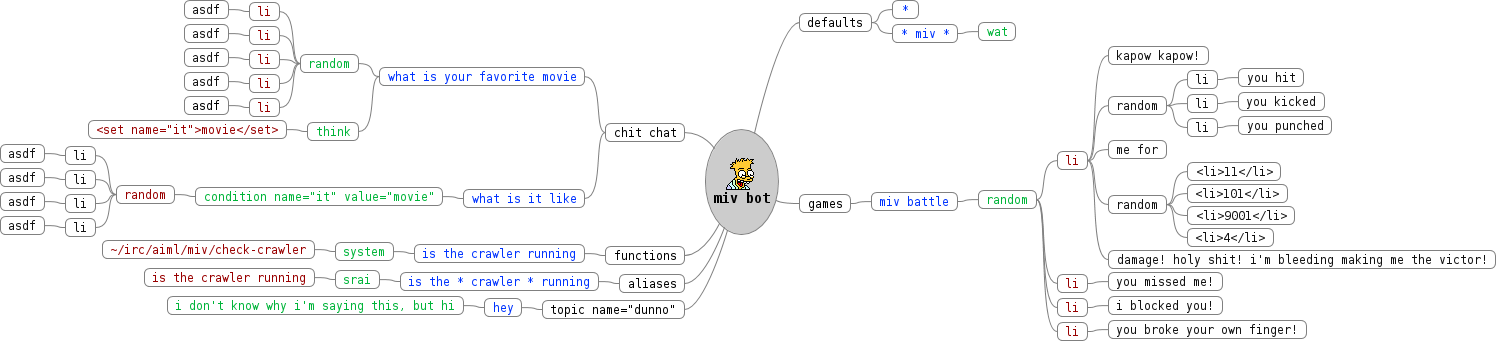 miv bot
chit chat
what is your favorite movie
random
li
asdf
li
asdf
li
asdf
li
asdf
li
asdf
think
<set name="it">movie</set>
what is it like
condition name="it" value="movie"
random
li
asdf
li
asdf
li
asdf
li
asdf
functions
is the crawler running
system
~/irc/aiml/miv/check-crawler
aliases
is the * crawler * running
srai
is the crawler running
topic name="dunno"
hey
i don't know why i'm saying this, but hi
defaults
*
* miv *
wat
games
miv battle
random
li
kapow kapow!
random
li
you hit
li
you kicked
li
you punched
me for
random
<li>11</li>
<li>101</li>
<li>9001</li>
<li>4</li>
damage! holy shit! i'm bleeding making me the victor!
li
you missed me!
li
i blocked you!
li
you broke your own finger!